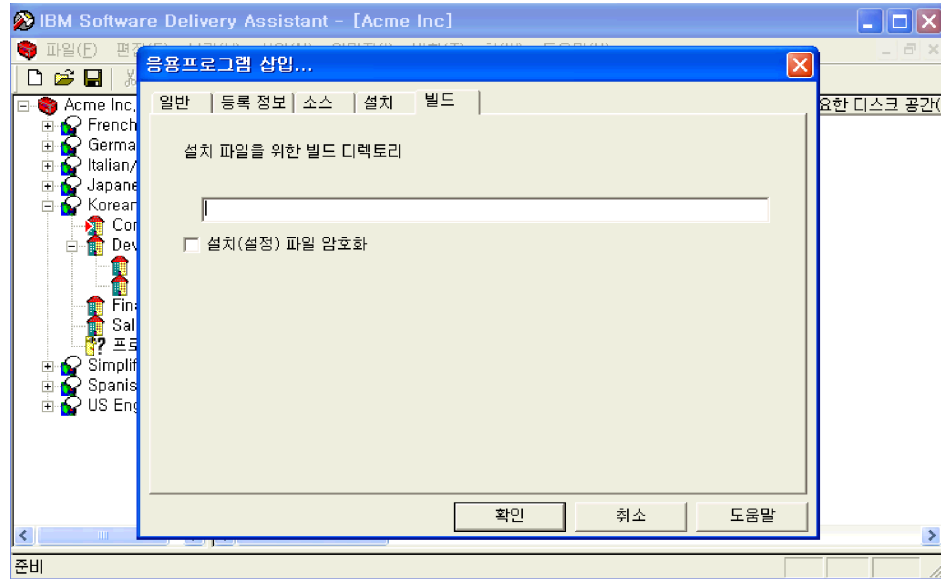 IBM Software Delivery Assistant - [Acme Inc]
파일(F)
응용프로그램 삽입...
일반 등록 정보 소스 설치 빌드
Acme Inc,
요한 디스크 공간(
French
Germa
Italian/
Japane
Korean
Cor
Dev
Fina
Sal
프로
Simplif
Spanis
US Eng
설치 파일을 위한 빌드 디렉토리
설치(설정) 파일 암호화
확인 취소 도움말
준비